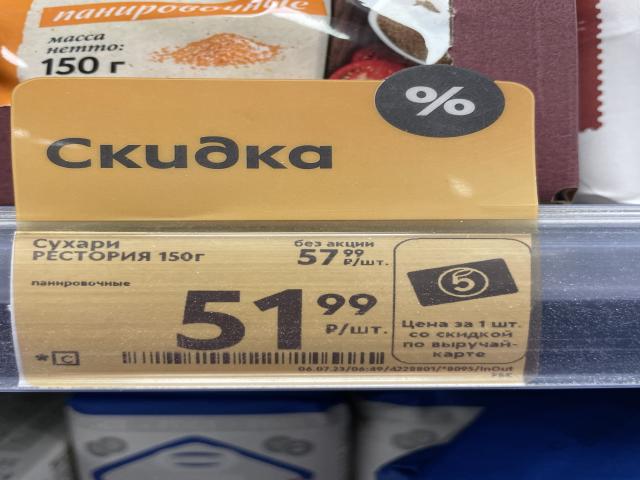 панировочные
масса
нетто:
150 г
%
Скидка
Сухари
РЕСТОРИЯ 150г
панировочные
без акции
57 99
₽/шт.
51 99
₽/шт.
5
Цена за 1 шт.
со скидкой
по выручай-
карте
* С
06.07.23/06:49/4228801/*8095/InOut